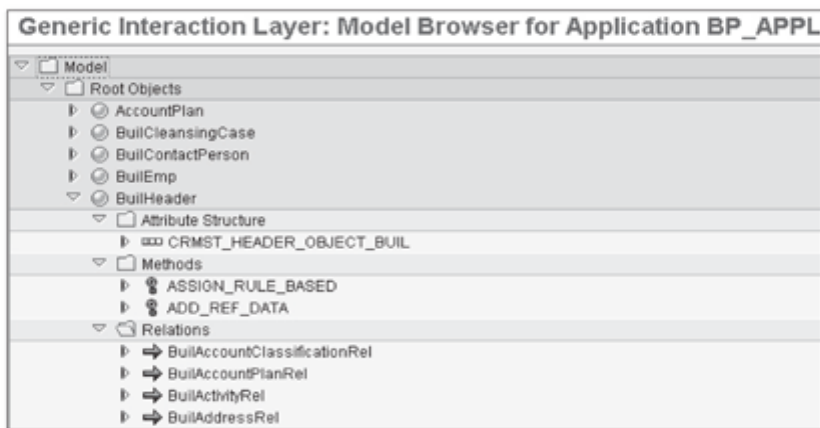 Generic Interaction Layer: Model Browser for Application BP_APPL
Model
Root Objects
AccountPlan
BuilCleansingCase
BuilContactPerson
BuilEmp
BuilHeader
Attribute Structure
CRMST_HEADER_OBJECT_BUIL
Methods
ASSIGN_RULE_BASED
ADD_REF_DATA
Relations
BuilAccountClassificationRel
BuilAccountPlanRel
BuilActivityRel
BuilAddressRel